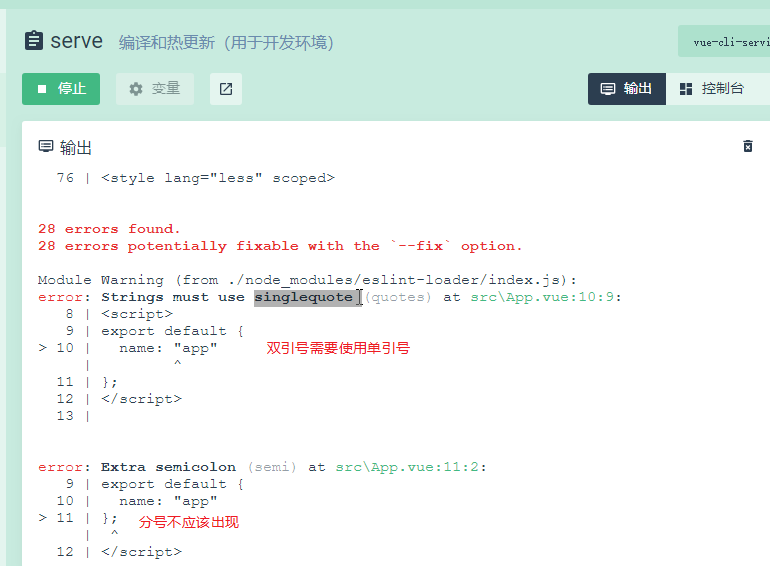 serve 编译和热更新（用于开发环境）
vue-cli-servi
停止 变量 输出 控制台
输出
76 | <style lang="less" scoped>
28 errors found.
28 errors potentially fixable with the `--fix` option.
Module Warning (from ./node_modules/eslint-loader/index.js):
error: Strings must use singlequote (quotes) at src\App.vue:10:9:
8 | <script>
9 | export default {
> 10 |   name: "app" 双引号需要使用单引号
|         ^
11 | };
12 | </script>
13 |
error: Extra semicolon (semi) at src\App.vue:11:2:
9 | export default {
10 |   name: "app"
> 11 | }; 分号不应该出现
|  ^
12 | </script>